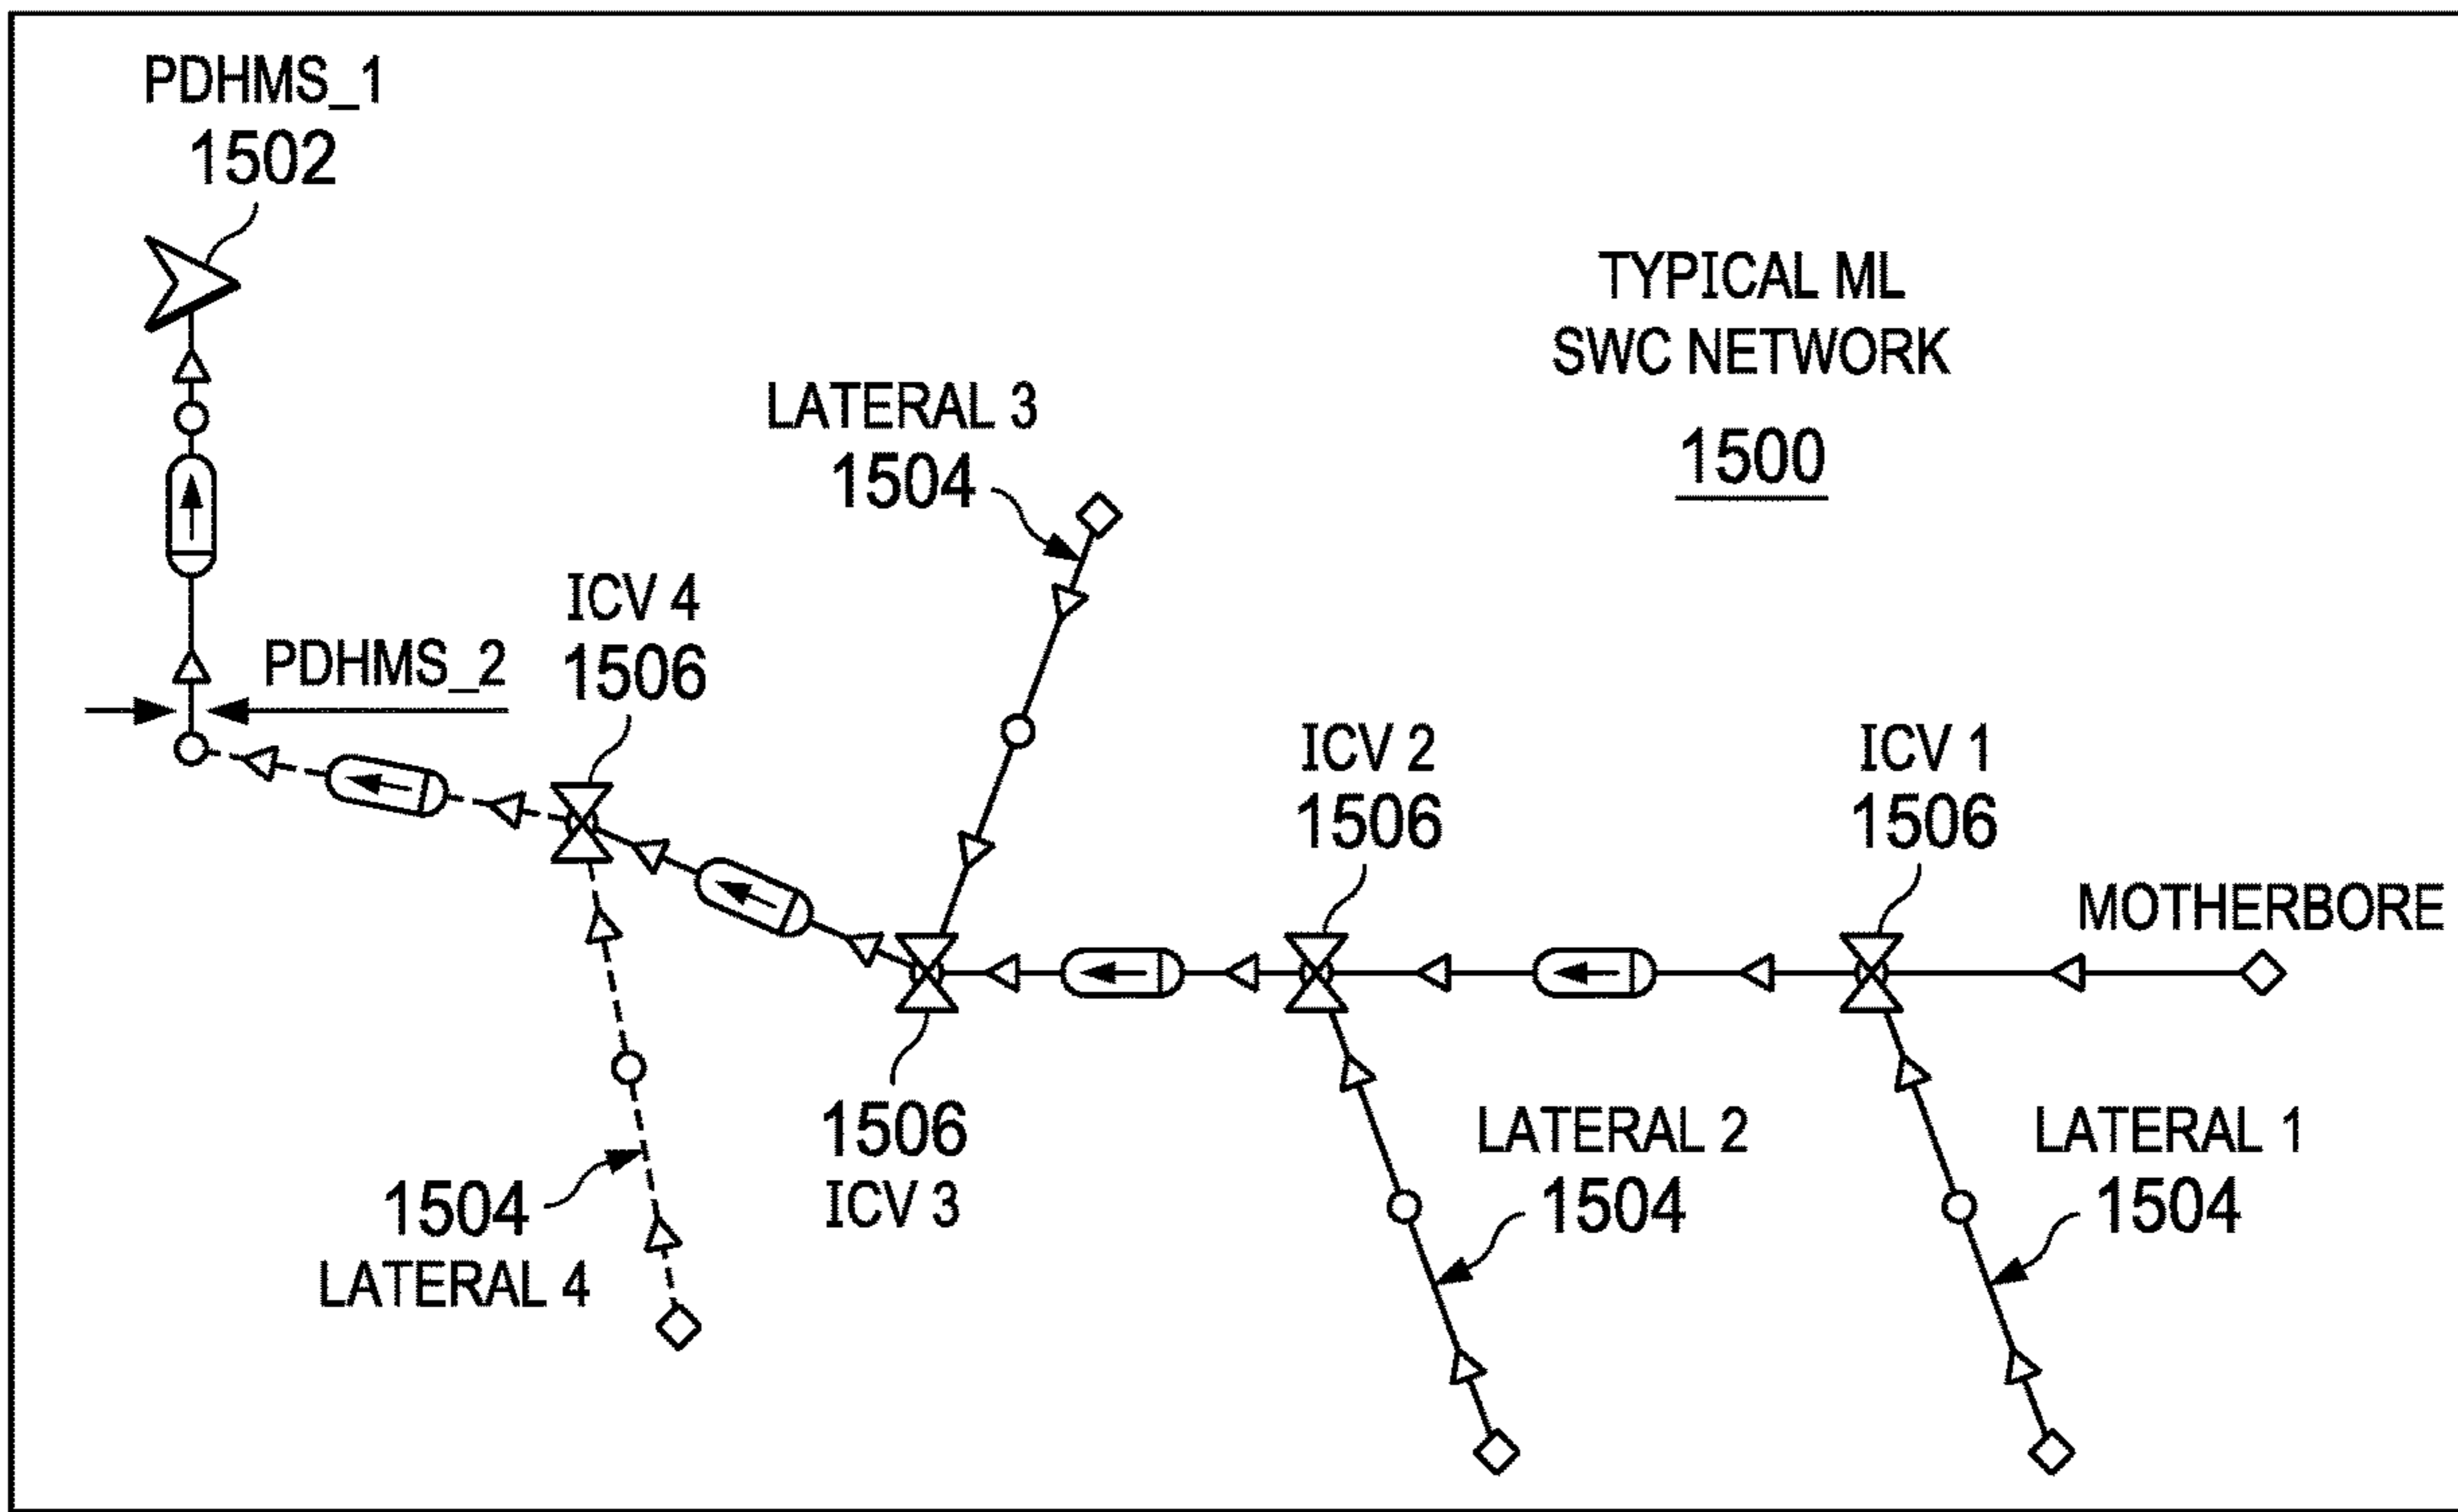 PDHMS_1
1502
TYPICAL ML
SWC NETWORK
1500
LATERAL 3
1504
ICV 4
1506
PDHMS_2
ICV 2
1506
ICV 1
1506
MOTHERBORE
1506
ICV 3
LATERAL 2
1504
LATERAL 1
1504
1504
LATERAL 4